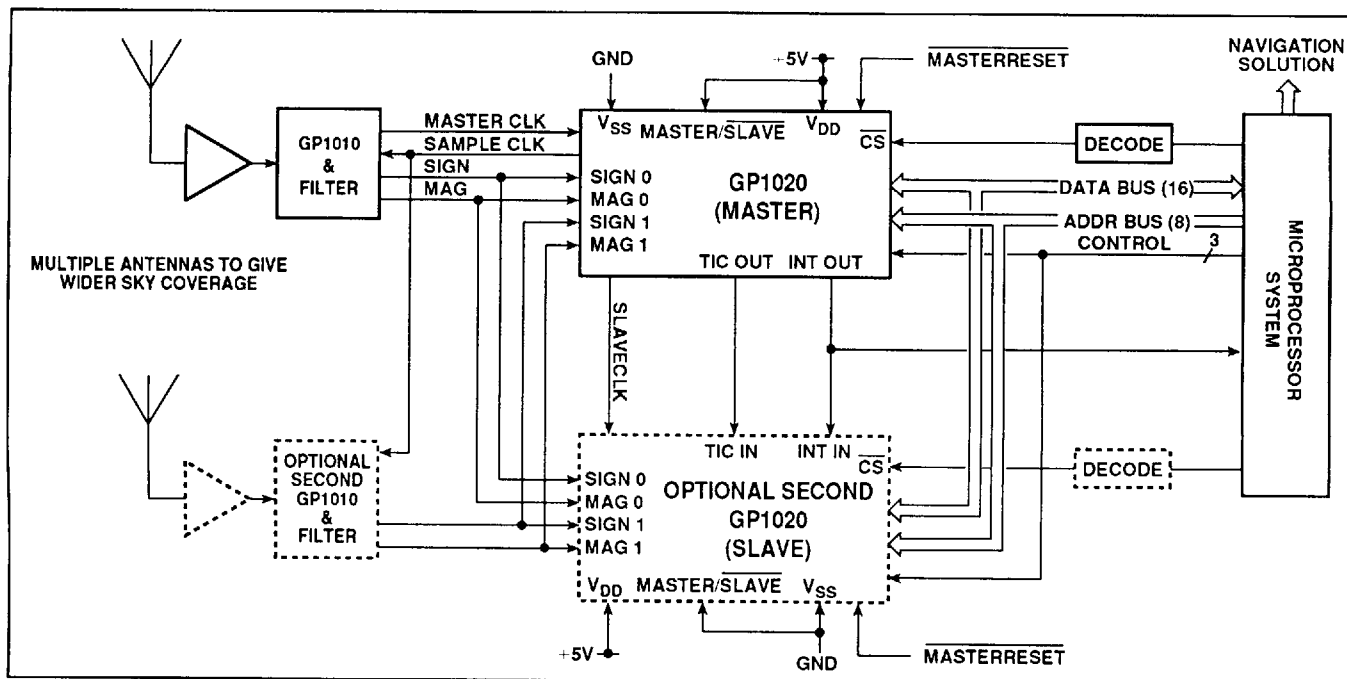 GND
+5V
MASTERRESET
NAVIGATION
SOLUTION
GP1010
&
FILTER
MASTER CLK
SAMPLE CLK
SIGN
MAG
VSS
MASTER/SLAVE
VDD
CS
SIGN 0
MAG 0
SIGN 1
MAG 1
GP1020
(MASTER)
TIC OUT
INT OUT
DECODE
DATA BUS (16)
ADDR BUS (8)
CONTROL
3
MICROPROCESSOR
SYSTEM
MULTIPLE ANTENNAS TO GIVE
WIDER SKY COVERAGE
SLAVECLK
OPTIONAL
SECOND
GP1010
&
FILTER
TIC IN
INT IN
CS
SIGN 0
MAG 0
SIGN 1
MAG 1
OPTIONAL SECOND
GP1020
(SLAVE)
DECODE
VDD
MASTER/SLAVE
VSS
+5V
GND
MASTERRESET